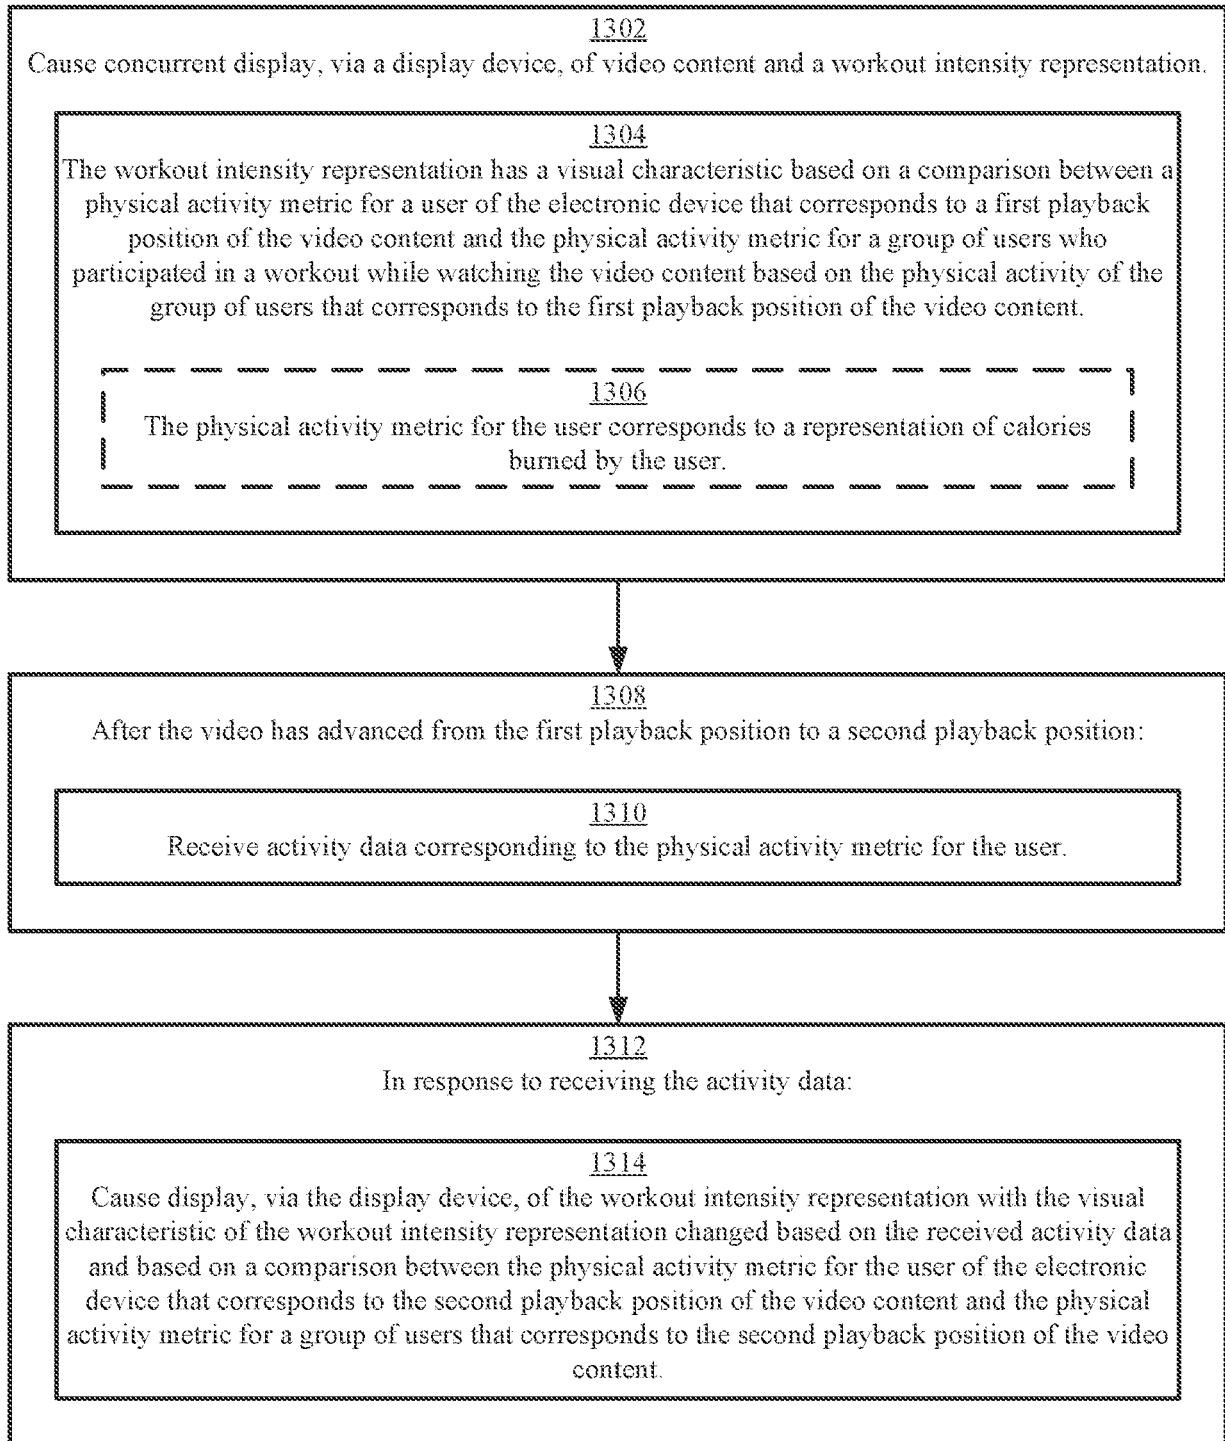 1302
Cause concurrent display, via a display device, of video content and a workout intensity representation.
1304
The workout intensity representation has a visual characteristic based on a comparison between a
physical activity metric for a user of the electronic device that corresponds to a first playback
position of the video content and the physical activity metric for a group of users who
participated in a workout while watching the video content based on the physical activity of the
group of users that corresponds to the first playback position of the video content.
1306
The physical activity metric for the user corresponds to a representation of calories
burned by the user.
1308
After the video has advanced from the first playback position to a second playback position:
1310
Receive activity data corresponding to the physical activity metric for the user.
1312
In response to receiving the activity data:
1314
Cause display, via the display device, of the workout intensity representation with the visual
characteristic of the workout intensity representation changed based on the received activity data
and based on a comparison between the physical activity metric for the user of the electronic
device that corresponds to the second playback position of the video content and the physical
activity metric for a group of users that corresponds to the second playback position of the video
content.